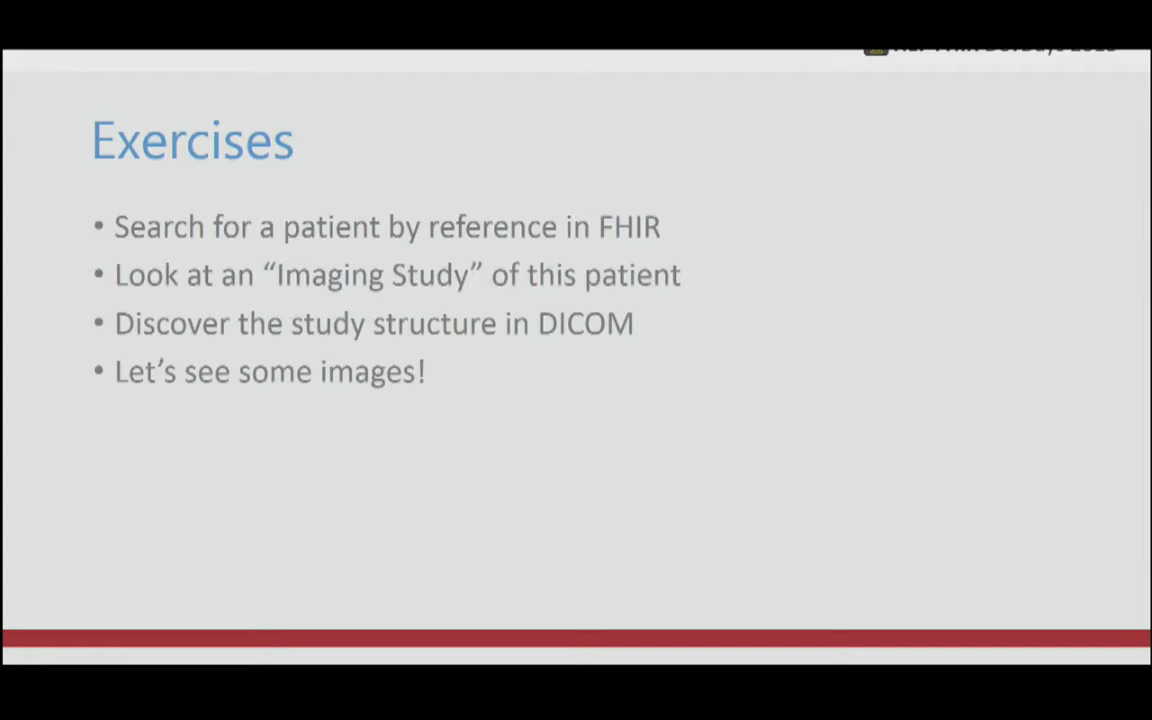 Exercises
• Search for a patient by reference in FHIR
• Look at an “Imaging Study” of this patient
• Discover the study structure in DICOM
• Let’s see some images!